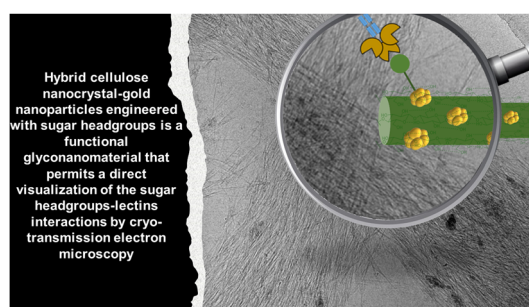 Hybrid cellulose
nanocrystal-gold
nanoparticles engineered
with sugar headgroups is a
functional
glyconanomaterial that
permits a direct
visualization of the sugar
headgroups-lectins
interactions by cryo-
transmission electron
microscopy